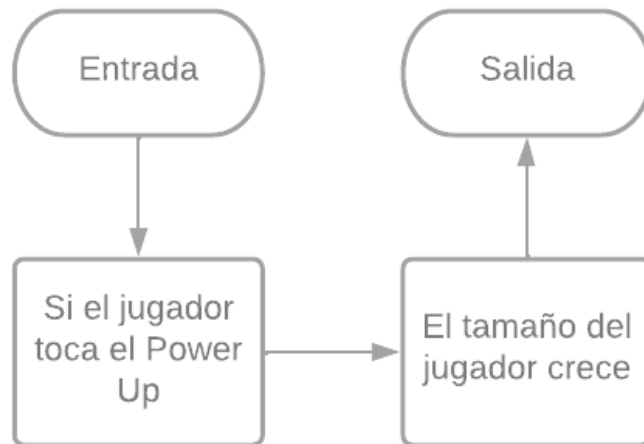 Entrada
Si el jugador
toca el Power
Up
El tamaño del
jugador crece
Salida